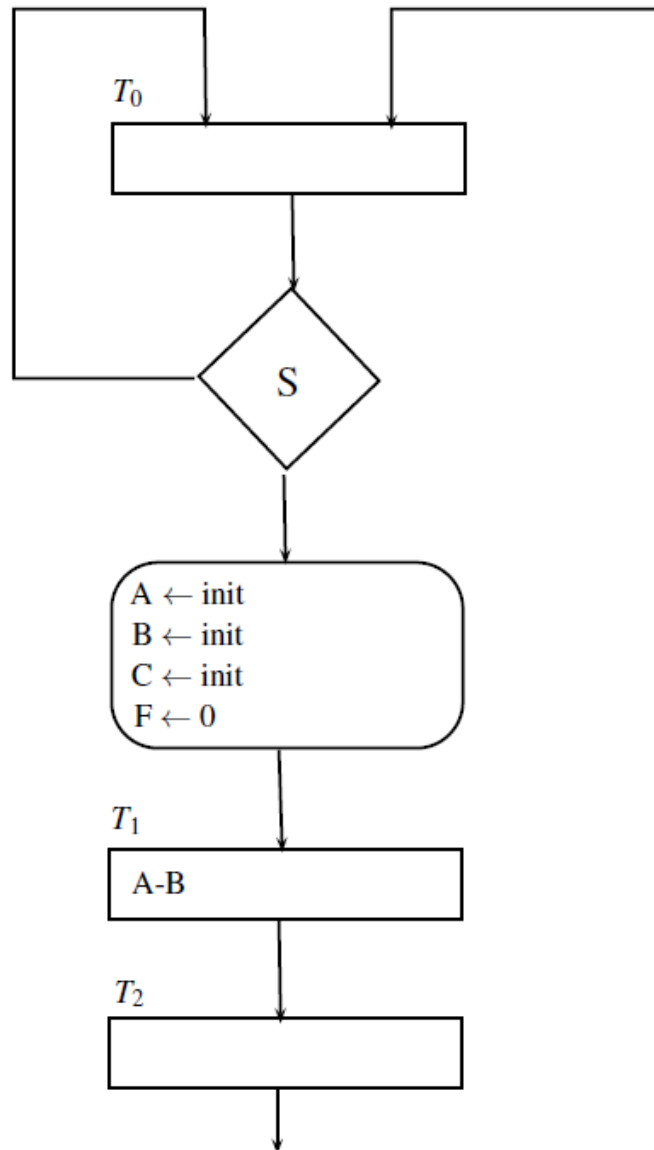 T₀
S
A ← init
B ← init
C ← init
F ← 0
T₁
A-B
T₂